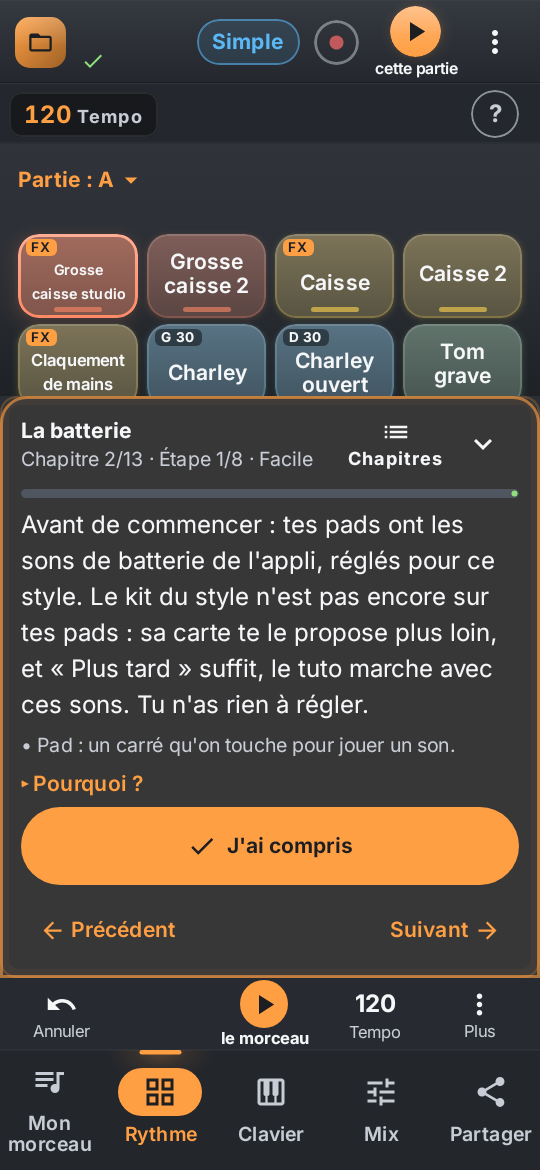 Simple
cette partie
120 Tempo
?
Partie : A
FX
Grosse
caisse studio
Grosse
caisse 2
FX
Caisse
Caisse 2
FX
Claquement
de mains
G 30
Charley
D 30
Charley
ouvert
Tom
grave
La batterie
Chapitre 2/13 · Étape 1/8 · Facile
Chapitres
Avant de commencer : tes pads ont les
sons de batterie de l'appli, réglés pour ce
style. Le kit du style n'est pas encore sur
tes pads : sa carte te le propose plus loin,
et « Plus tard » suffit, le tuto marche avec
ces sons. Tu n'as rien à régler.
• Pad : un carré qu'on touche pour jouer un son.
▸ Pourquoi ?
J'ai compris
← Précédent
Suivant →
Annuler
le morceau
120
Tempo
Plus
Mon
morceau
Rythme
Clavier
Mix
Partager